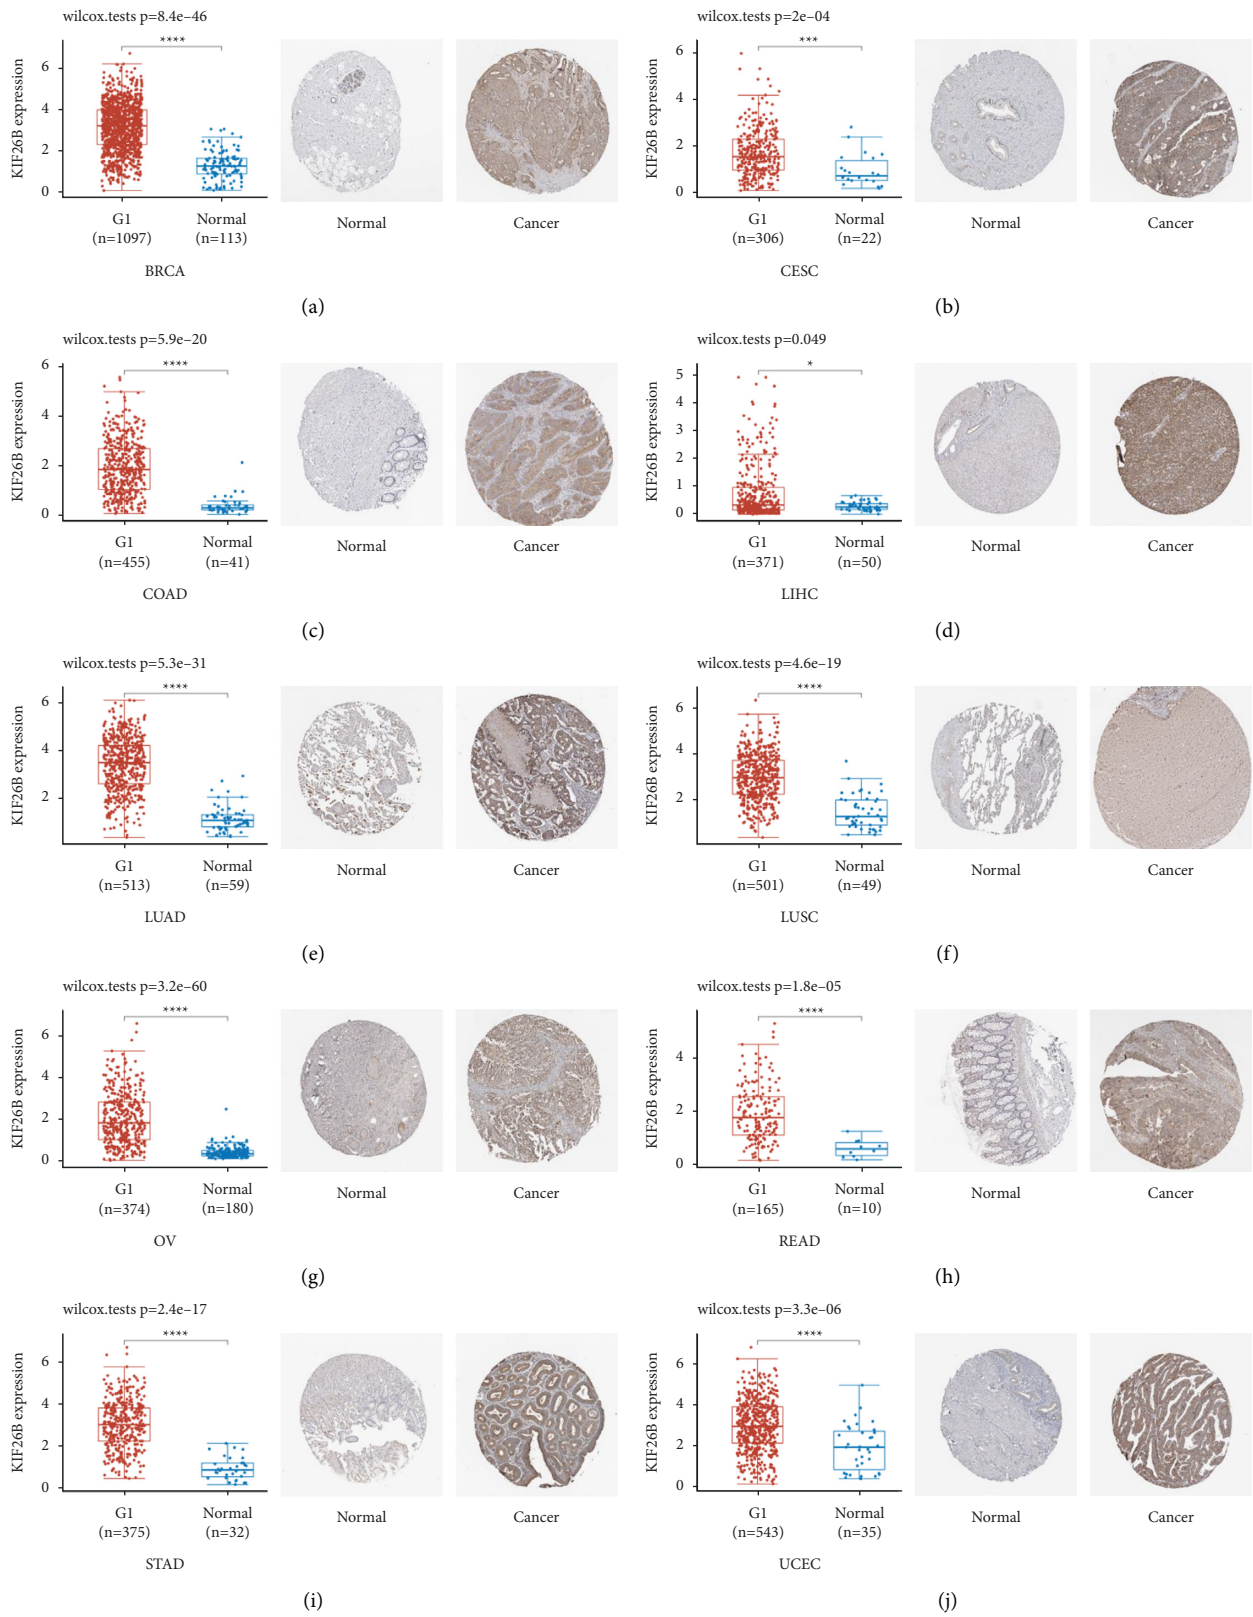 wilcox.tests p=8.4e–46
****
KIF26B expression
6
4
2
0
G1
(n=1097)
Normal
(n=113)
BRCA
Normal
Cancer
(a)
wilcox.tests p=2e–04
***
KIF26B expression
6
4
2
0
G1
(n=306)
Normal
(n=22)
CESC
Normal
Cancer
(b)
wilcox.tests p=5.9e–20
****
KIF26B expression
6
4
2
0
G1
(n=455)
Normal
(n=41)
COAD
Normal
Cancer
(c)
wilcox.tests p=0.049
*
KIF26B expression
5
4
3
2
1
0
G1
(n=371)
Normal
(n=50)
LIHC
Normal
Cancer
(d)
wilcox.tests p=5.3e–31
****
KIF26B expression
6
4
2
G1
(n=513)
Normal
(n=59)
LUAD
Normal
Cancer
(e)
wilcox.tests p=4.6e–19
****
KIF26B expression
6
4
2
G1
(n=501)
Normal
(n=49)
LUSC
Normal
Cancer
(f)
wilcox.tests p=3.2e–60
****
KIF26B expression
6
4
2
0
G1
(n=374)
Normal
(n=180)
OV
Normal
Cancer
(g)
wilcox.tests p=1.8e–05
****
KIF26B expression
4
2
0
G1
(n=165)
Normal
(n=10)
READ
Normal
Cancer
(h)
wilcox.tests p=2.4e–17
****
KIF26B expression
6
4
2
0
G1
(n=375)
Normal
(n=32)
STAD
Normal
Cancer
(i)
wilcox.tests p=3.3e–06
****
KIF26B expression
6
4
2
0
G1
(n=543)
Normal
(n=35)
UCEC
Normal
Cancer
(j)